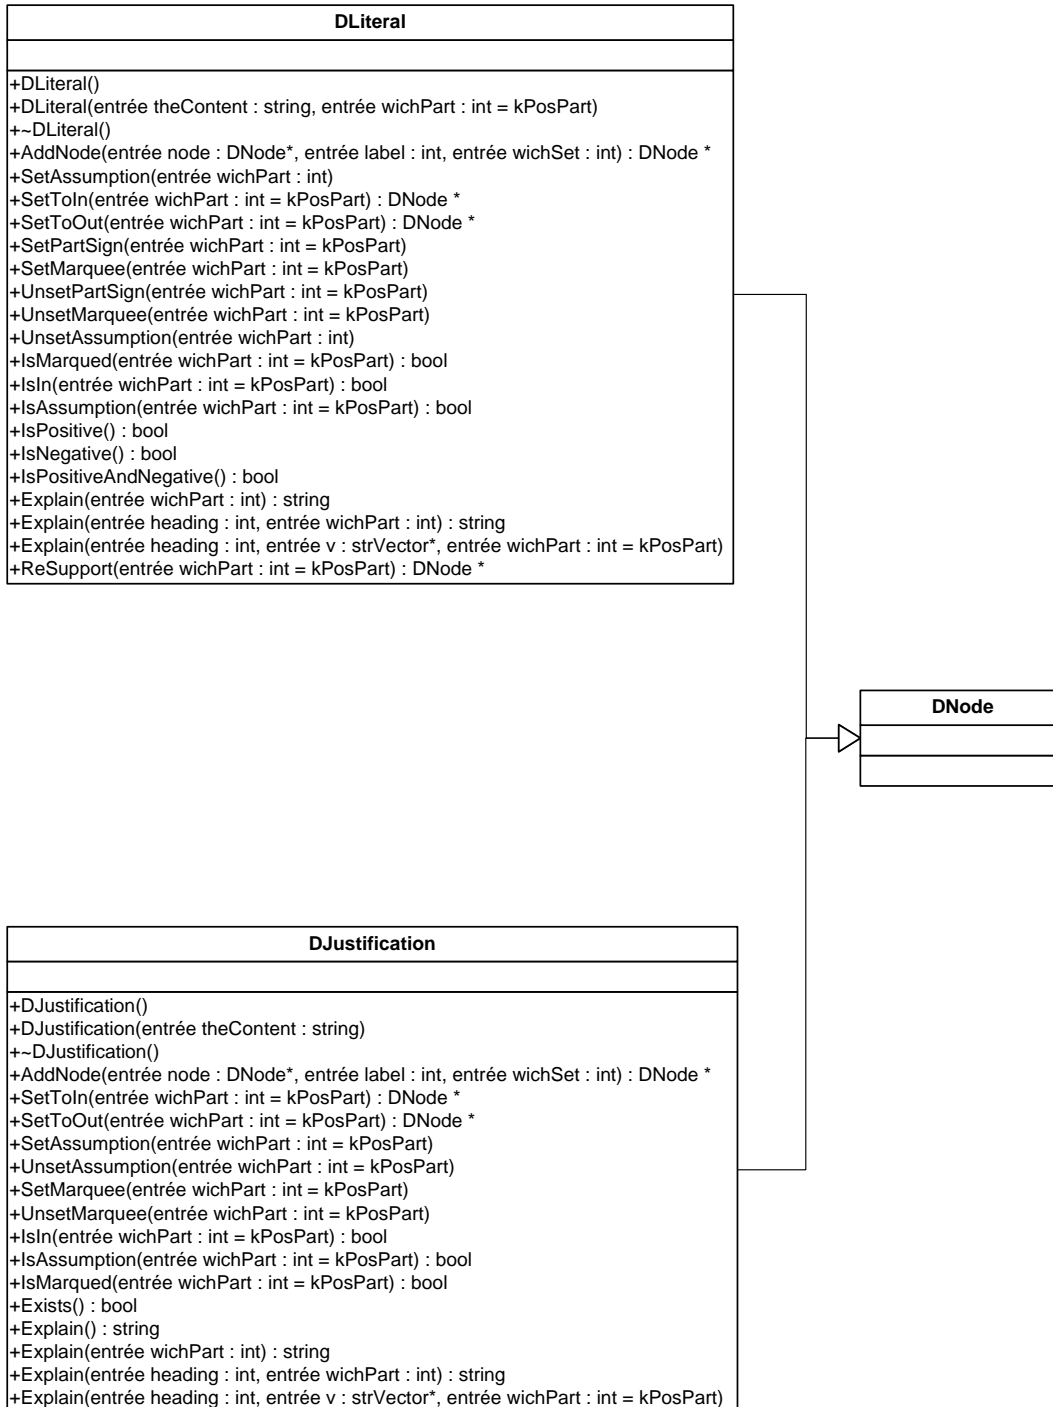 DLiteral
+DLiteral()
+DLiteral(entrée theContent : string, entrée wichPart : int = kPosPart)
+~DLiteral()
+AddNode(entrée node : DNode*, entrée label : int, entrée wichSet : int) : DNode *
+SetAssumption(entrée wichPart : int)
+SetToIn(entrée wichPart : int = kPosPart) : DNode *
+SetToOut(entrée wichPart : int = kPosPart) : DNode *
+SetPartSign(entrée wichPart : int = kPosPart)
+SetMarquee(entrée wichPart : int = kPosPart)
+UnsetPartSign(entrée wichPart : int = kPosPart)
+UnsetMarquee(entrée wichPart : int = kPosPart)
+UnsetAssumption(entrée wichPart : int)
+IsMarqued(entrée wichPart : int = kPosPart) : bool
+IsIn(entrée wichPart : int = kPosPart) : bool
+IsAssumption(entrée wichPart : int = kPosPart) : bool
+IsPositive() : bool
+IsNegative() : bool
+IsPositiveAndNegative() : bool
+Explain(entrée wichPart : int) : string
+Explain(entrée heading : int, entrée wichPart : int) : string
+Explain(entrée heading : int, entrée v : strVector*, entrée wichPart : int = kPosPart)
+ReSupport(entrée wichPart : int = kPosPart) : DNode *
DNode
DJustification
+DJustification()
+DJustification(entrée theContent : string)
+~DJustification()
+AddNode(entrée node : DNode*, entrée label : int, entrée wichSet : int) : DNode *
+SetToIn(entrée wichPart : int = kPosPart) : DNode *
+SetToOut(entrée wichPart : int = kPosPart) : DNode *
+SetAssumption(entrée wichPart : int = kPosPart)
+UnsetAssumption(entrée wichPart : int = kPosPart)
+SetMarquee(entrée wichPart : int = kPosPart)
+UnsetMarquee(entrée wichPart : int = kPosPart)
+IsIn(entrée wichPart : int = kPosPart) : bool
+IsAssumption(entrée wichPart : int = kPosPart) : bool
+IsMarqued(entrée wichPart : int = kPosPart) : bool
+Exists() : bool
+Explain() : string
+Explain(entrée wichPart : int) : string
+Explain(entrée heading : int, entrée wichPart : int) : string
+Explain(entrée heading : int, entrée v : strVector*, entrée wichPart : int = kPosPart)